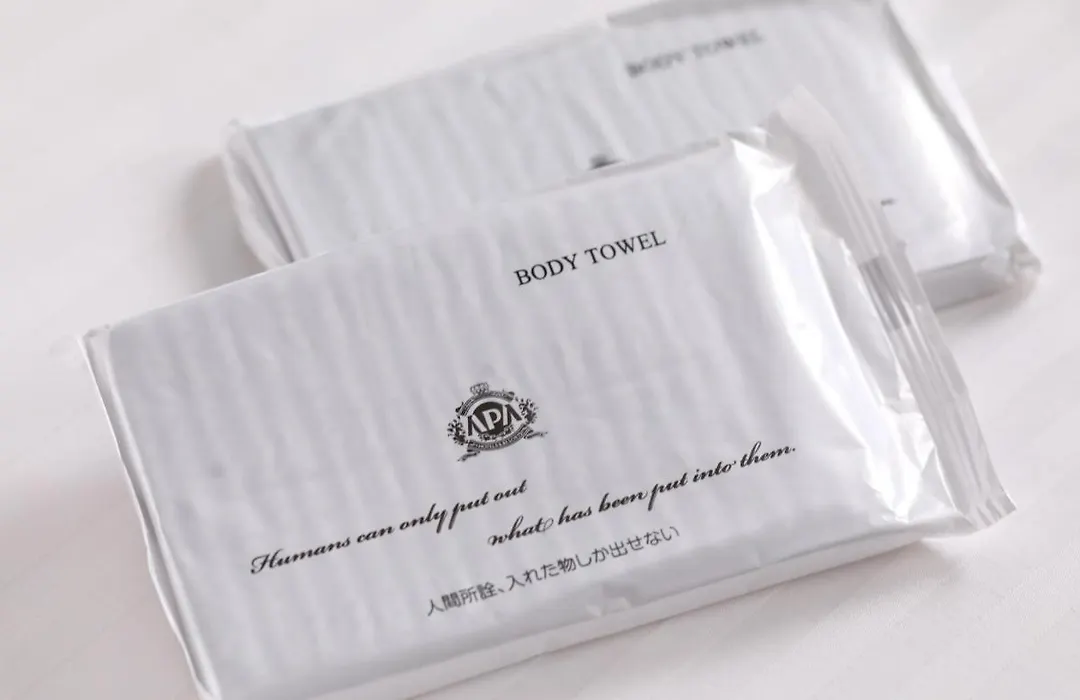 BODY TOWEL
BODY TOWEL
APA
Humans can only put out
what has been put into them.
人間所詮、入れた物しか出せない